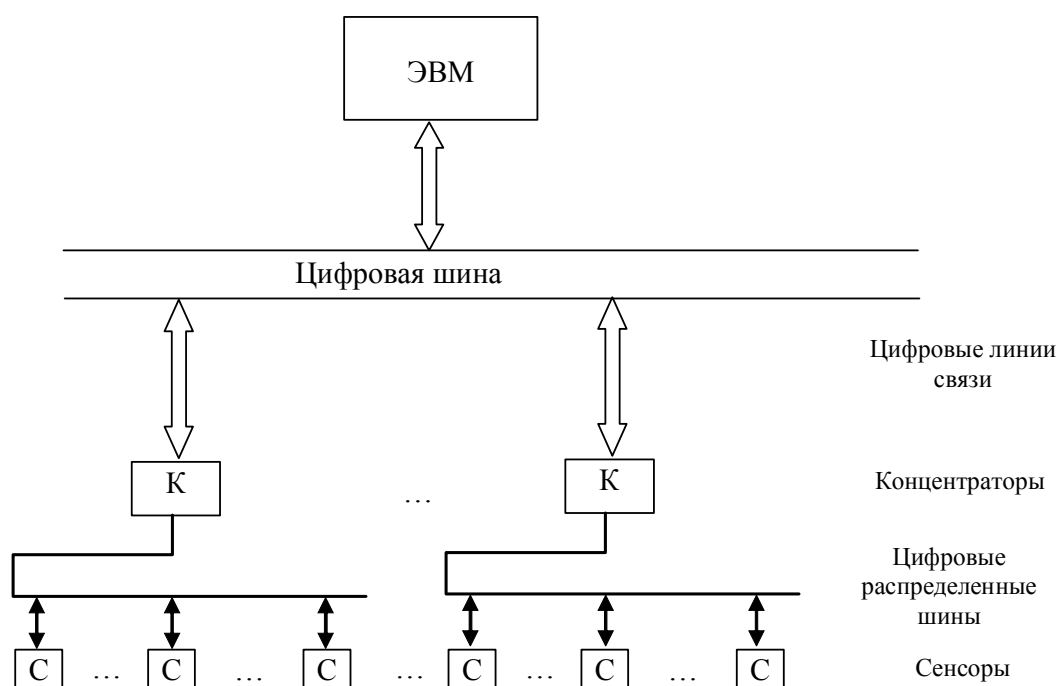 ЭВМ
Цифровая шина
Цифровые линии
связи
К
...
К
Концентраторы
Цифровые
распределенные
шины
С ... С ... С ... С ... С ... С
Сенсоры